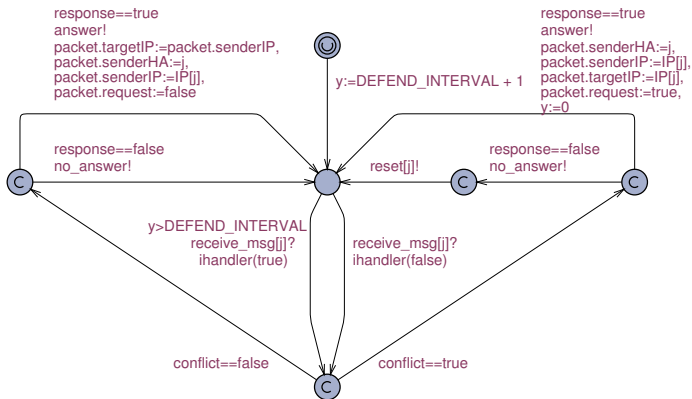 response==true
answer!
packet.targetIP:=packet.senderIP,
packet.senderHA:=j,
packet.senderIP:=IP[j],
packet.request:=false
U
y:=DEFEND_INTERVAL + 1
response==true
answer!
packet.senderHA:=j,
packet.senderIP:=IP[j],
packet.targetIP:=IP[j],
packet.request:=true,
y:=0
response==false
no_answer!
reset[j]!
response==false
no_answer!
C
C
C
y>DEFEND_INTERVAL
receive_msg[j]?
ihandler(true)
receive_msg[j]?
ihandler(false)
conflict==false
conflict==true
C